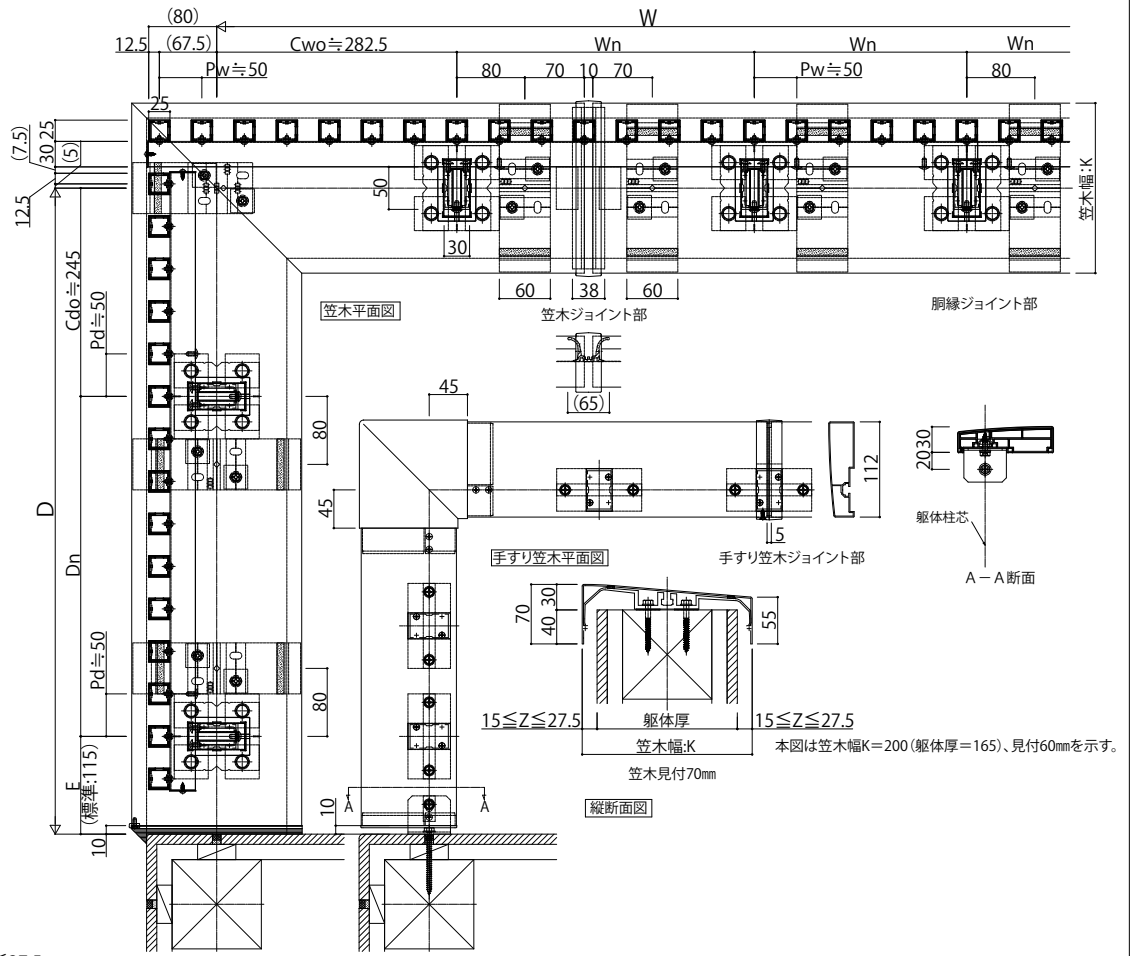 (80)
W
12.5
(67.5)
Cwo≒282.5
Wn
Wn
Wn
Pw≒50
80
70
10
70
Pw≒50
80
25
(7.5)
30
25
(5)
12.5
50
30
笠木幅:K
60
38
60
笠木平面図
笠木ジョイント部
胴縁ジョイント部
Cdo≒245
Pd≒50
(65)
45
80
112
20
30
D
45
5
躯体柱芯
手すり笠木平面図
手すり笠木ジョイント部
A－A断面
Dn
70
30
40
55
Pd≒50
80
15≦Z≦27.5
躯体厚
15≦Z≦27.5
笠木幅:K
本図は笠木幅K＝200（躯体厚＝165）、見付60㎜を示す。
笠木見付70㎜
E
(標準:115)
A
A
10
縦断面図
10